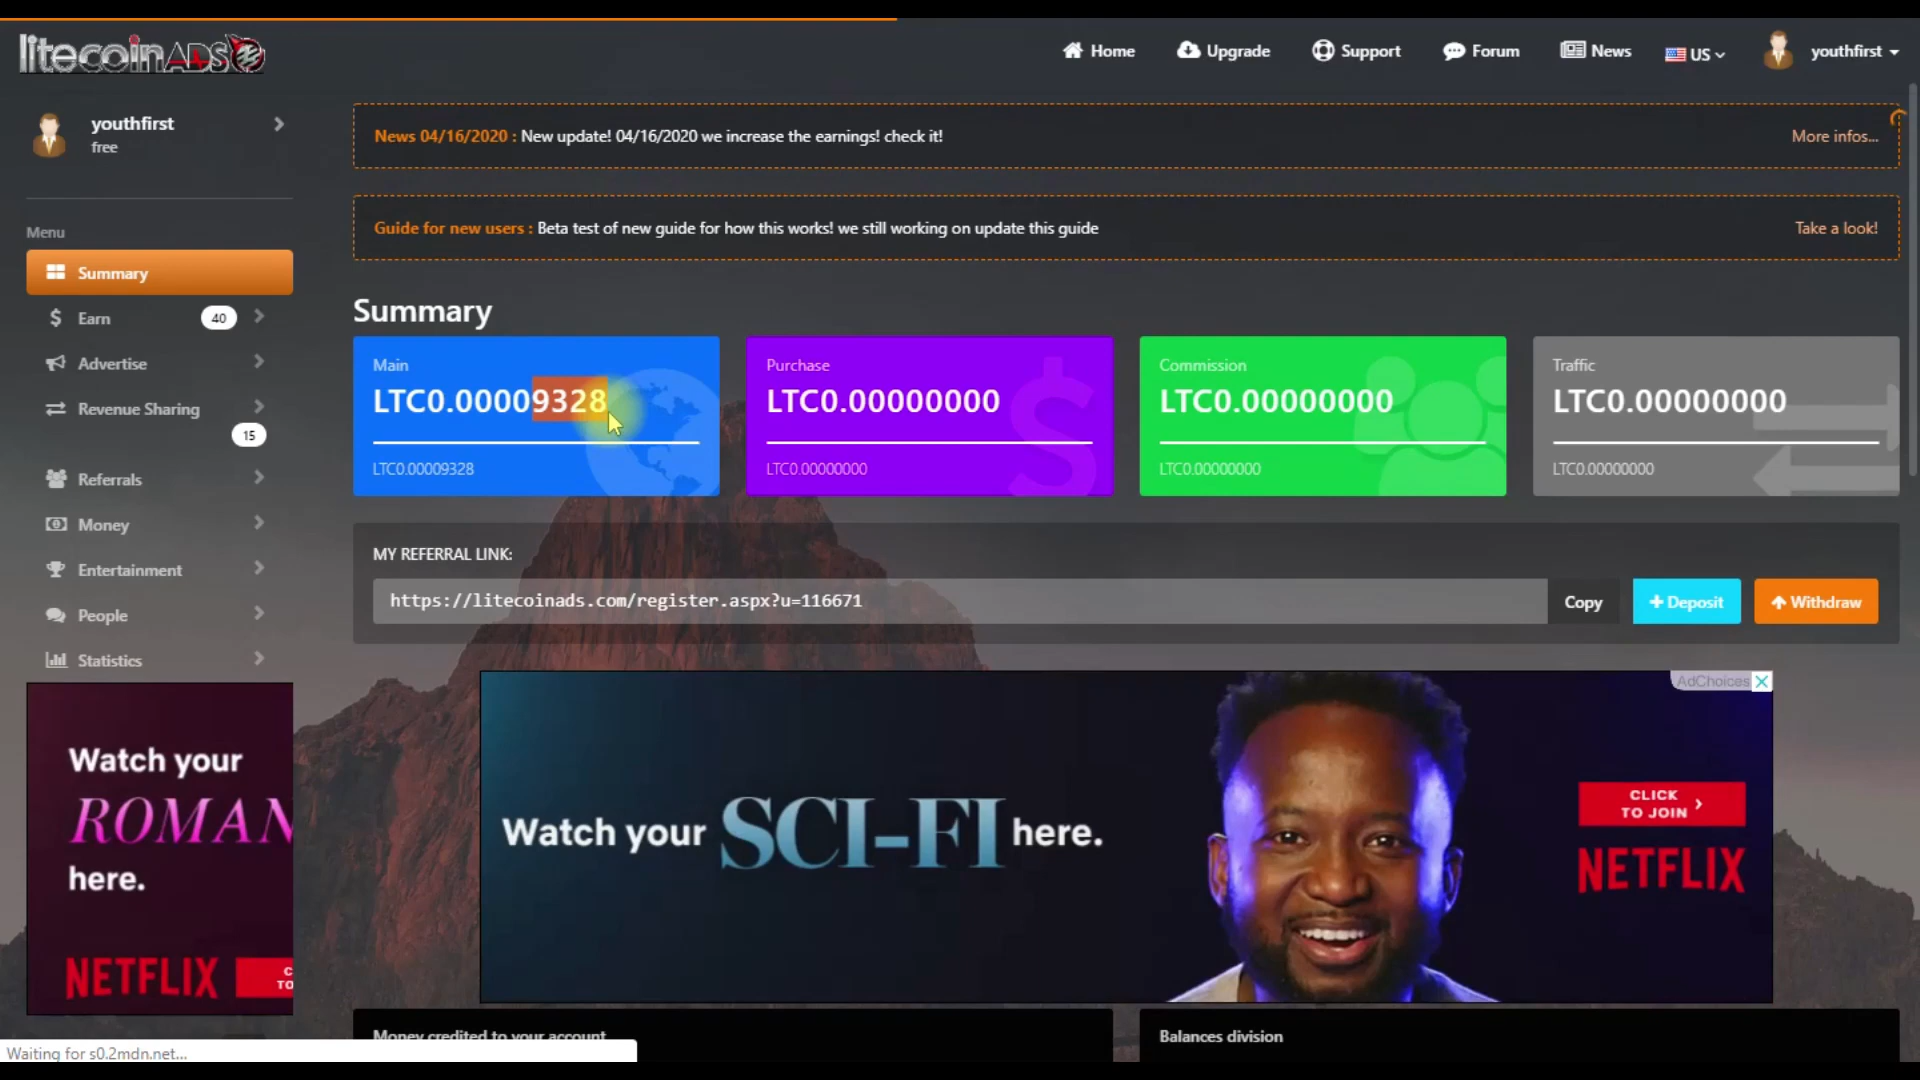 litecoinADS
Home
Upgrade
Support
Forum
News
US
youthfirst
youthfirst
free
News 04/16/2020 : New update! 04/16/2020 we increase the earnings! check it!
More infos...
Guide for new users : Beta test of new guide for how this works! we still working on update this guide
Take a look!
Menu
Summary
Earn 40
Advertise
Revenue Sharing
15
Referrals
Money
Entertainment
People
Statistics
Summary
Main
LTC0.00009328
LTC0.00009328
Purchase
LTC0.00000000
LTC0.00000000
Commission
LTC0.00000000
LTC0.00000000
Traffic
LTC0.00000000
LTC0.00000000
MY REFERRAL LINK:
https://litecoinads.com/register.aspx?u=116671
Copy
+ Deposit
Withdraw
Watch your
ROMAN
here.
NETFLIX
C
TO
AdChoices
Watch your SCI-FI here.
CLICK
TO JOIN
NETFLIX
Money credited to your account
Balances division
Waiting for s0.2mdn.net...